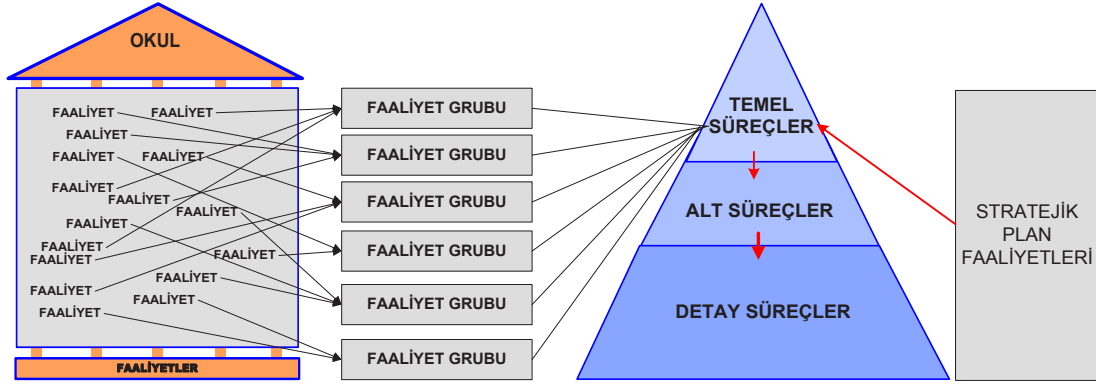 OKUL
FAALİYET FAALİYET
FAALİYET
FAALİYET FAALİYET
FAALİYET
FAALİYET
FAALİYET
FAALİYET
FAALİYET
FAALİYET FAALİYET
FAALİYET
FAALİYET
FAALİYET
FAALİYET
FAALİYET
FAALİYETLER
FAALİYET GRUBU
FAALİYET GRUBU
FAALİYET GRUBU
FAALİYET GRUBU
FAALİYET GRUBU
FAALİYET GRUBU
TEMEL
SÜREÇLER
ALT SÜREÇLER
DETAY SÜREÇLER
STRATEJİK
PLAN
FAALİYETLERİ